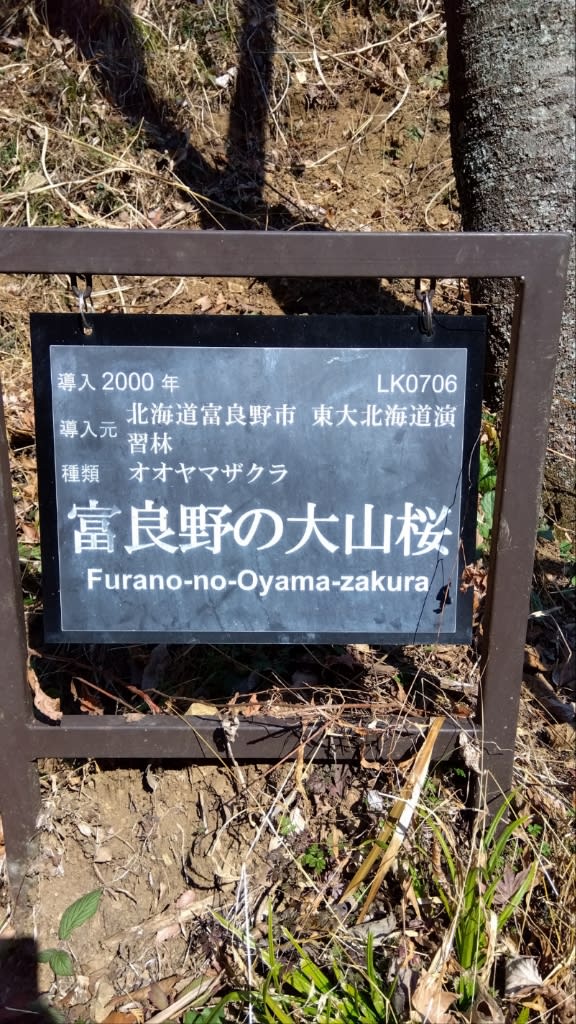 導入 2000 年 LK0706
導入元 北海道富良野市 東大北海道演
習林
種類 オオヤマザクラ
富良野の大山桜
Furano-no-Oyama-zakura